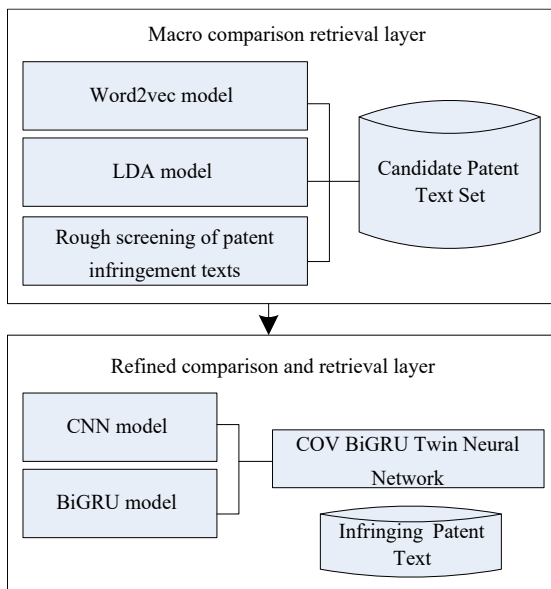 Macro comparison retrieval layer
Word2vec model
LDA model
Rough screening of patent
infringement texts
Candidate Patent
Text Set
Refined comparison and retrieval layer
CNN model
BiGRU model
COV BiGRU Twin Neural
Network
Infringing Patent
Text